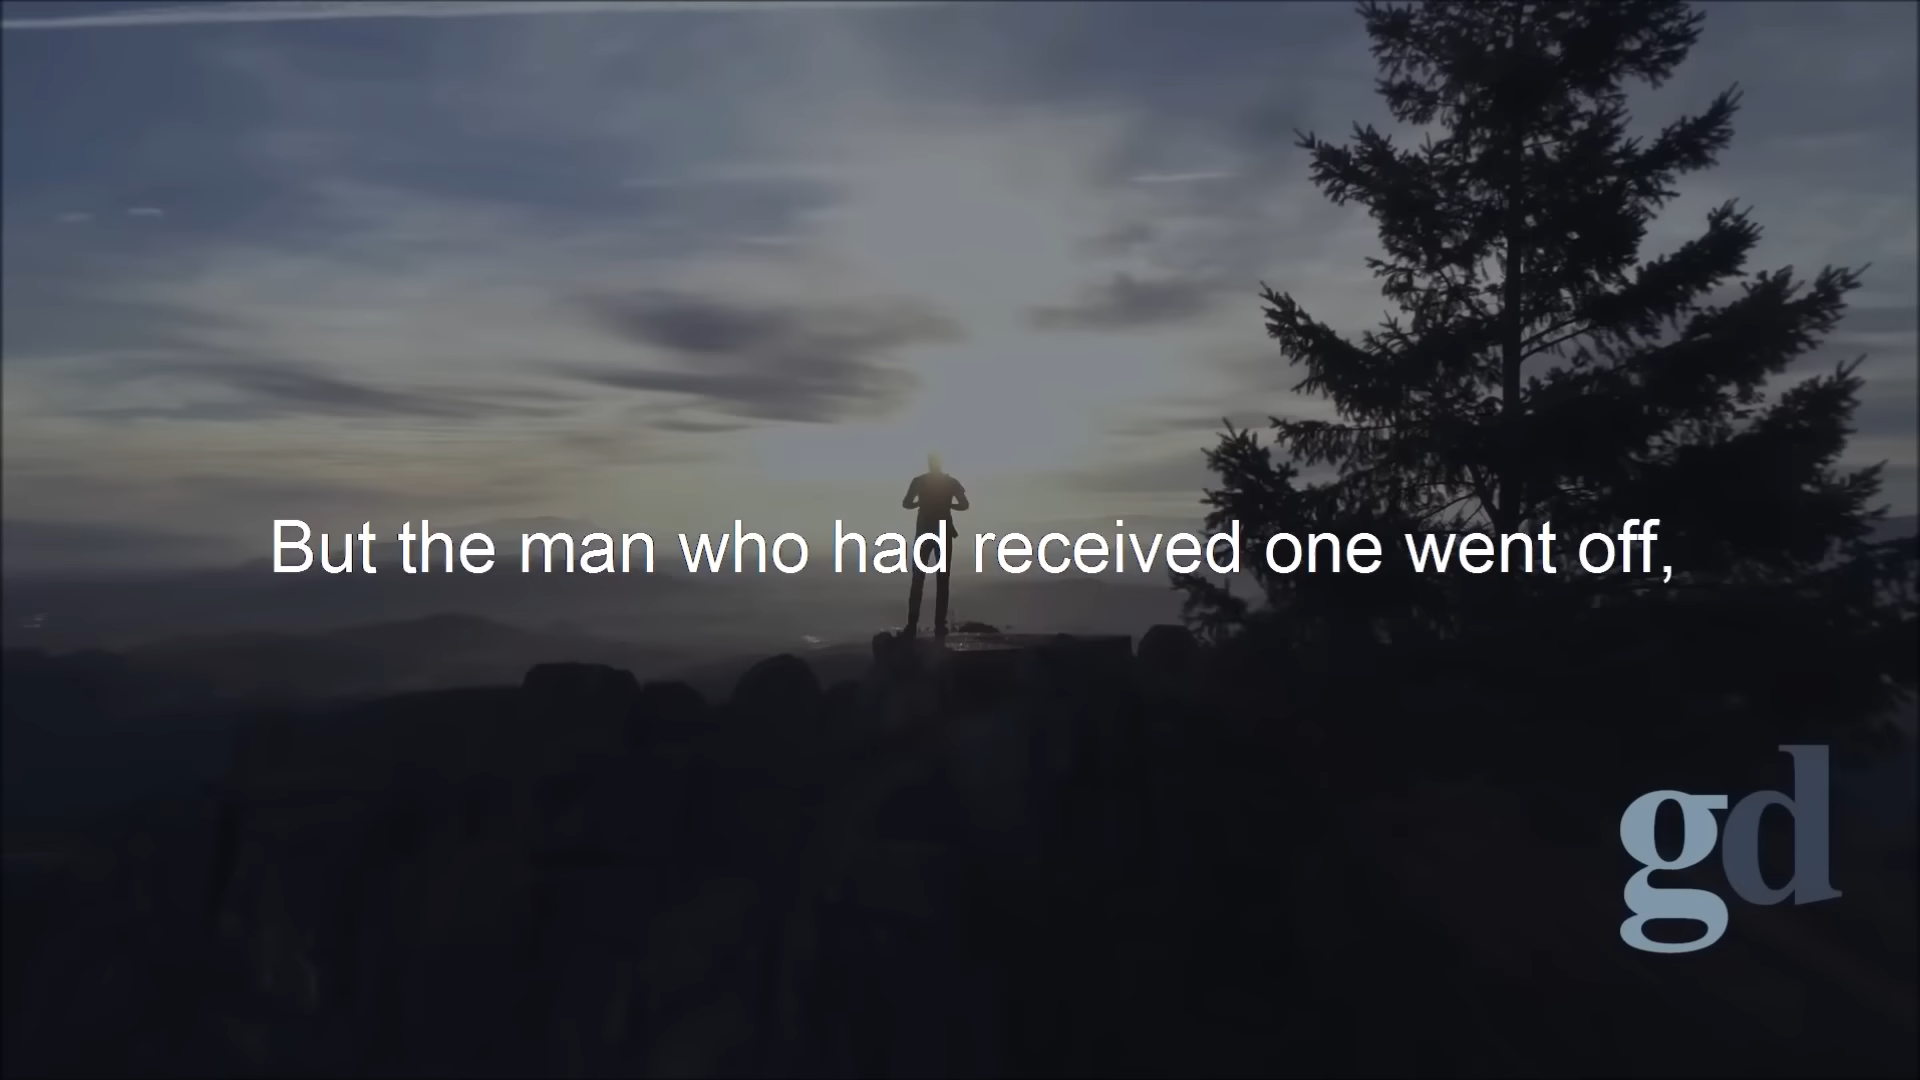 But the man who had received one went off,
gd